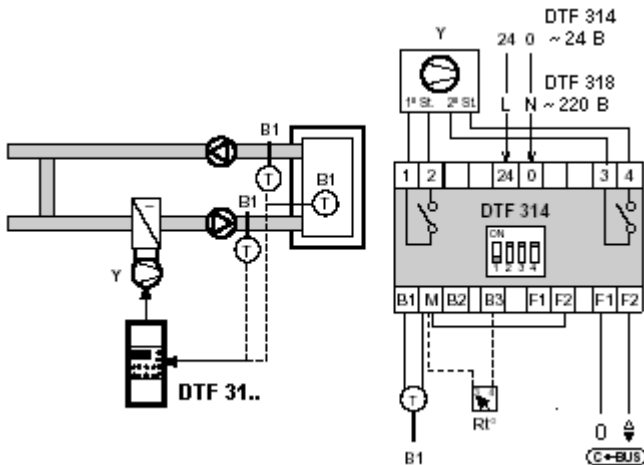 DTF 314
Y 24 0 ~ 24 B
DTF 318
1ª St. 2ª St. L N ~ 220 B
B1
B1
T
T
B1
T
Y
DTF 31..
1 2 24 0 3 4
DTF 314
ON
1 2 3 4
B1 M B2 B3 F1 F2 F1 F2
T
Rtº
0
B1
C BUS